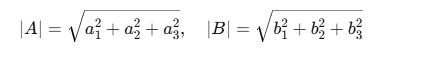 |A| = √(a₁² + a₂² + a₃²), |B| = √(b₁² + b₂² + b₃²)